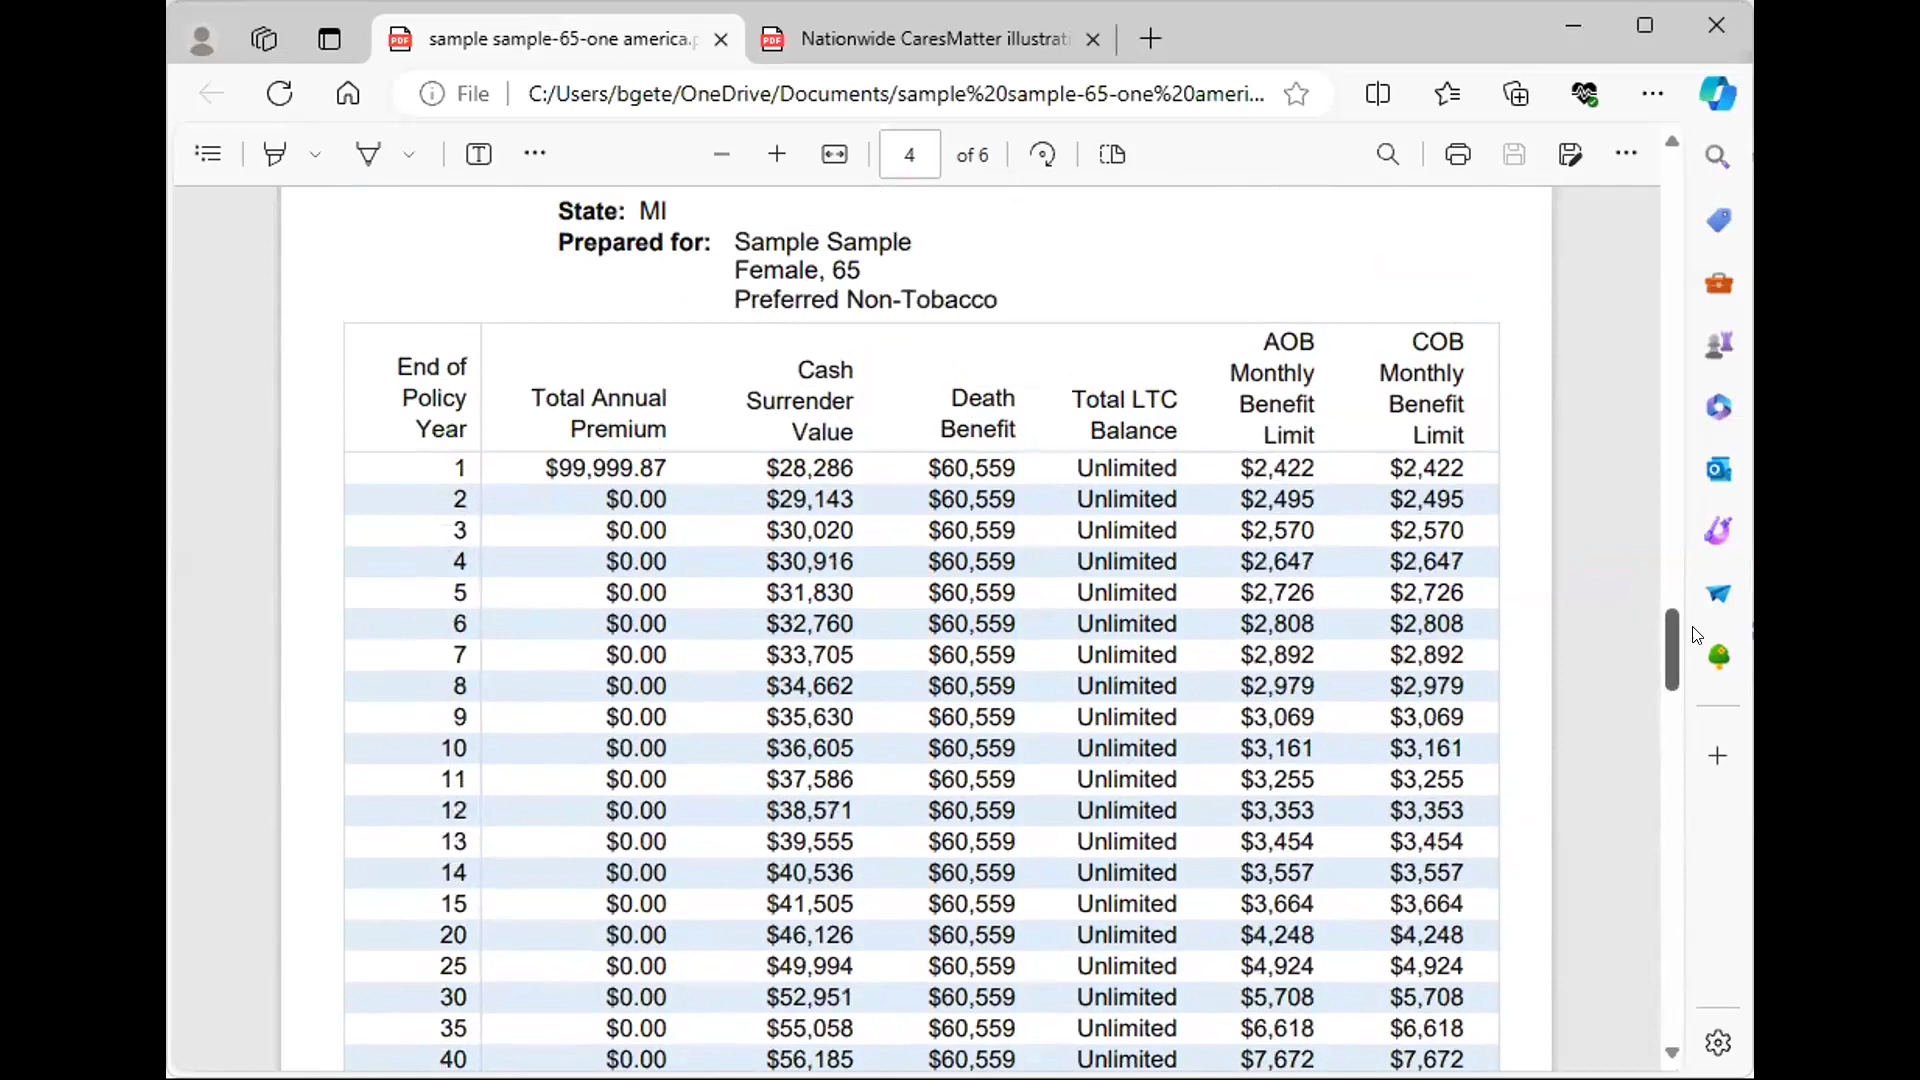 sample sample-65-one america.p
Nationwide CaresMatter illustrati
File
C:/Users/bgete/OneDrive/Documents/sample%20sample-65-one%20ameri...
4 of 6
State: MI
Prepared for: Sample Sample
Female, 65
Preferred Non-Tobacco
End of Policy Year Total Annual Premium Cash Surrender Value Death Benefit Total LTC Balance AOB Monthly Benefit Limit COB Monthly Benefit Limit
1 $99,999.87 $28,286 $60,559 Unlimited $2,422 $2,422
2 $0.00 $29,143 $60,559 Unlimited $2,495 $2,495
3 $0.00 $30,020 $60,559 Unlimited $2,570 $2,570
4 $0.00 $30,916 $60,559 Unlimited $2,647 $2,647
5 $0.00 $31,830 $60,559 Unlimited $2,726 $2,726
6 $0.00 $32,760 $60,559 Unlimited $2,808 $2,808
7 $0.00 $33,705 $60,559 Unlimited $2,892 $2,892
8 $0.00 $34,662 $60,559 Unlimited $2,979 $2,979
9 $0.00 $35,630 $60,559 Unlimited $3,069 $3,069
10 $0.00 $36,605 $60,559 Unlimited $3,161 $3,161
11 $0.00 $37,586 $60,559 Unlimited $3,255 $3,255
12 $0.00 $38,571 $60,559 Unlimited $3,353 $3,353
13 $0.00 $39,555 $60,559 Unlimited $3,454 $3,454
14 $0.00 $40,536 $60,559 Unlimited $3,557 $3,557
15 $0.00 $41,505 $60,559 Unlimited $3,664 $3,664
20 $0.00 $46,126 $60,559 Unlimited $4,248 $4,248
25 $0.00 $49,994 $60,559 Unlimited $4,924 $4,924
30 $0.00 $52,951 $60,559 Unlimited $5,708 $5,708
35 $0.00 $55,058 $60,559 Unlimited $6,618 $6,618
40 $0.00 $56,185 $60,559 Unlimited $7,672 $7,672